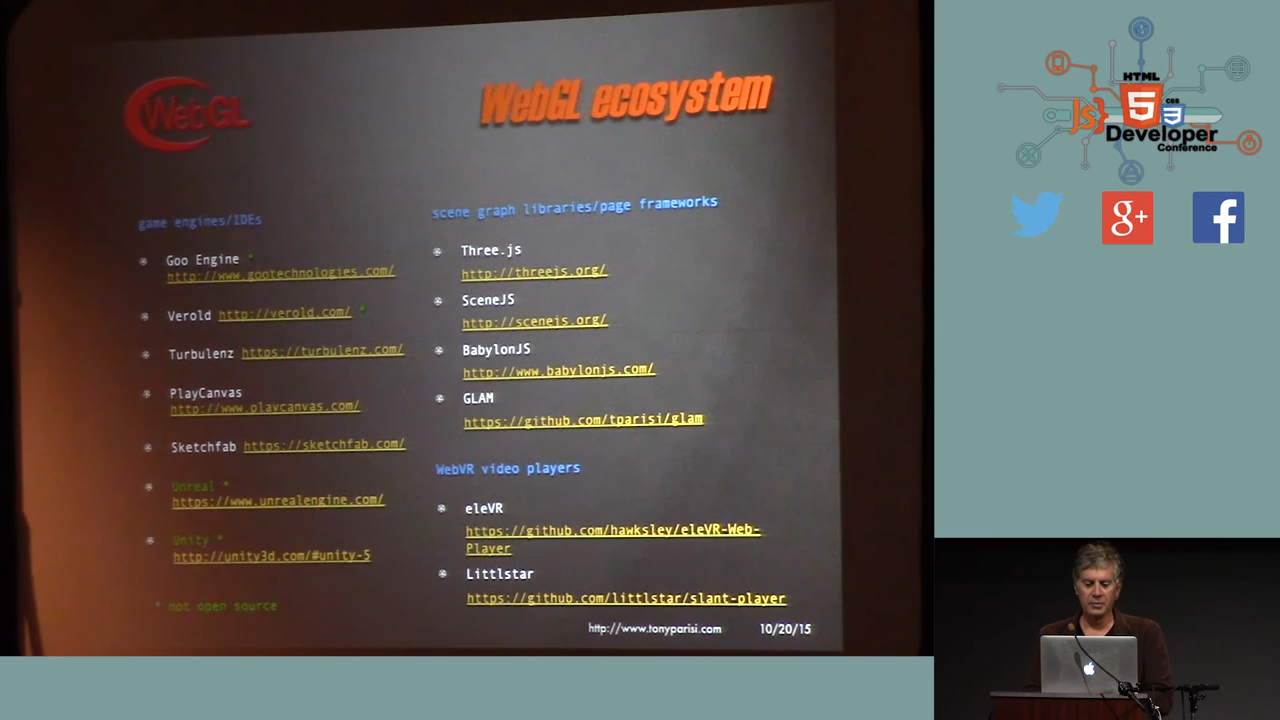 WebGL
WebGL ecosystem
game engines/IDEs
Goo Engine *
http://www.gootechnologies.com/
Verold http://verold.com/ *
Turbulenz https://turbulenz.com/
PlayCanvas
http://www.playcanvas.com/
Sketchfab https://sketchfab.com/
Unreal *
https://www.unrealengine.com/
Unity *
http://unity3d.com/#unity-5
* not open source
scene graph libraries/page frameworks
Three.js
http://threejs.org/
SceneJS
http://scenejs.org/
BabylonJS
http://www.babylonjs.com/
GLAM
https://github.com/tparisi/glam
WebVR video players
eleVR
https://github.com/hawksley/eleVR-Web-
Player
Littlstar
https://github.com/littlstar/slant-player
http://www.tonyparisi.com 10/20/15
HTML
5
CSS
3
JS}
Developer
Conference
g+
f